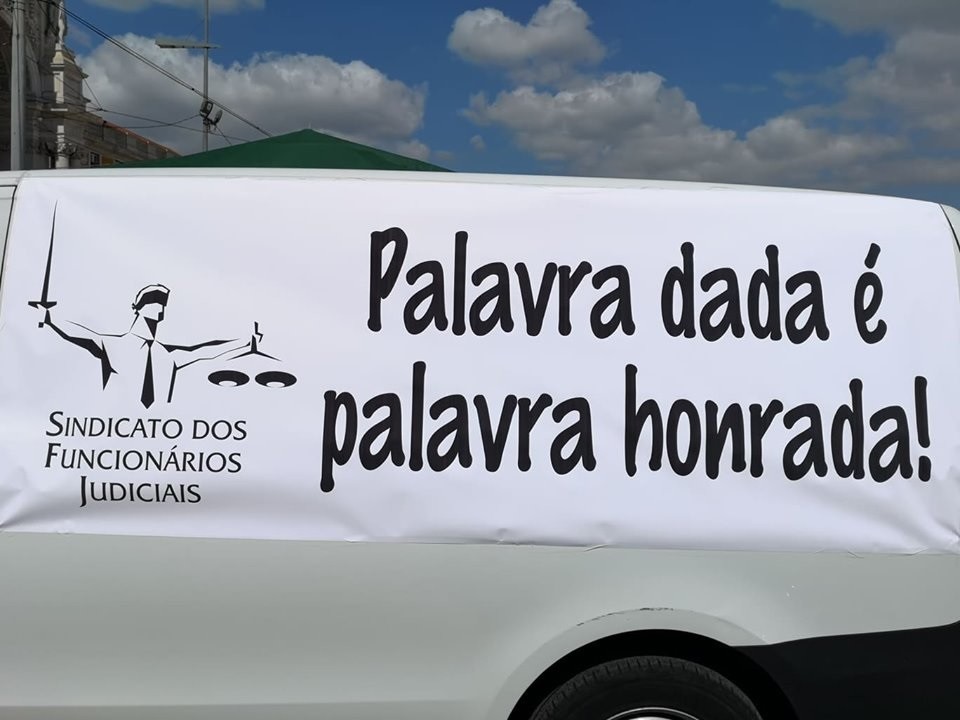 Palavra dada é
palavra honrada!
SINDICATO DOS
FUNCIONÁRIOS
JUDICIAIS